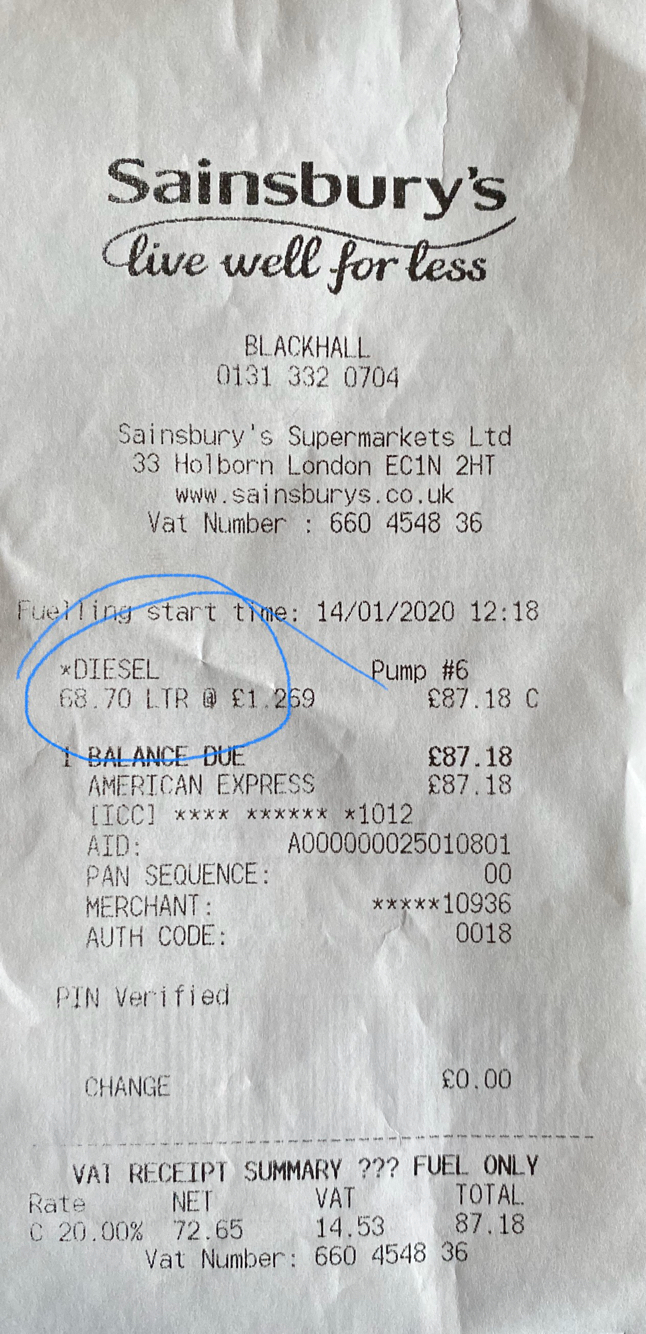 Sainsbury's
live well for less
BLACKHALL
0131 332 0704
Sainsbury's Supermarkets Ltd
33 Holborn London EC1N 2HT
www.sainsburys.co.uk
Vat Number : 660 4548 36
Fuelling start time: 14/01/2020 12:18
*DIESEL Pump #6
68.70 LTR @ £1.269 £87.18 C
1 BALANCE DUE £87.18
AMERICAN EXPRESS £87.18
[ICC] **** ****** *1012
AID: A000000025010801
PAN SEQUENCE: 00
MERCHANT: *****10936
AUTH CODE: 0018
PIN Verified
CHANGE £0.00
VAT RECEIPT SUMMARY ??? FUEL ONLY
Rate NET VAT TOTAL
C 20.00% 72.65 14.53 87.18
Vat Number: 660 4548 36